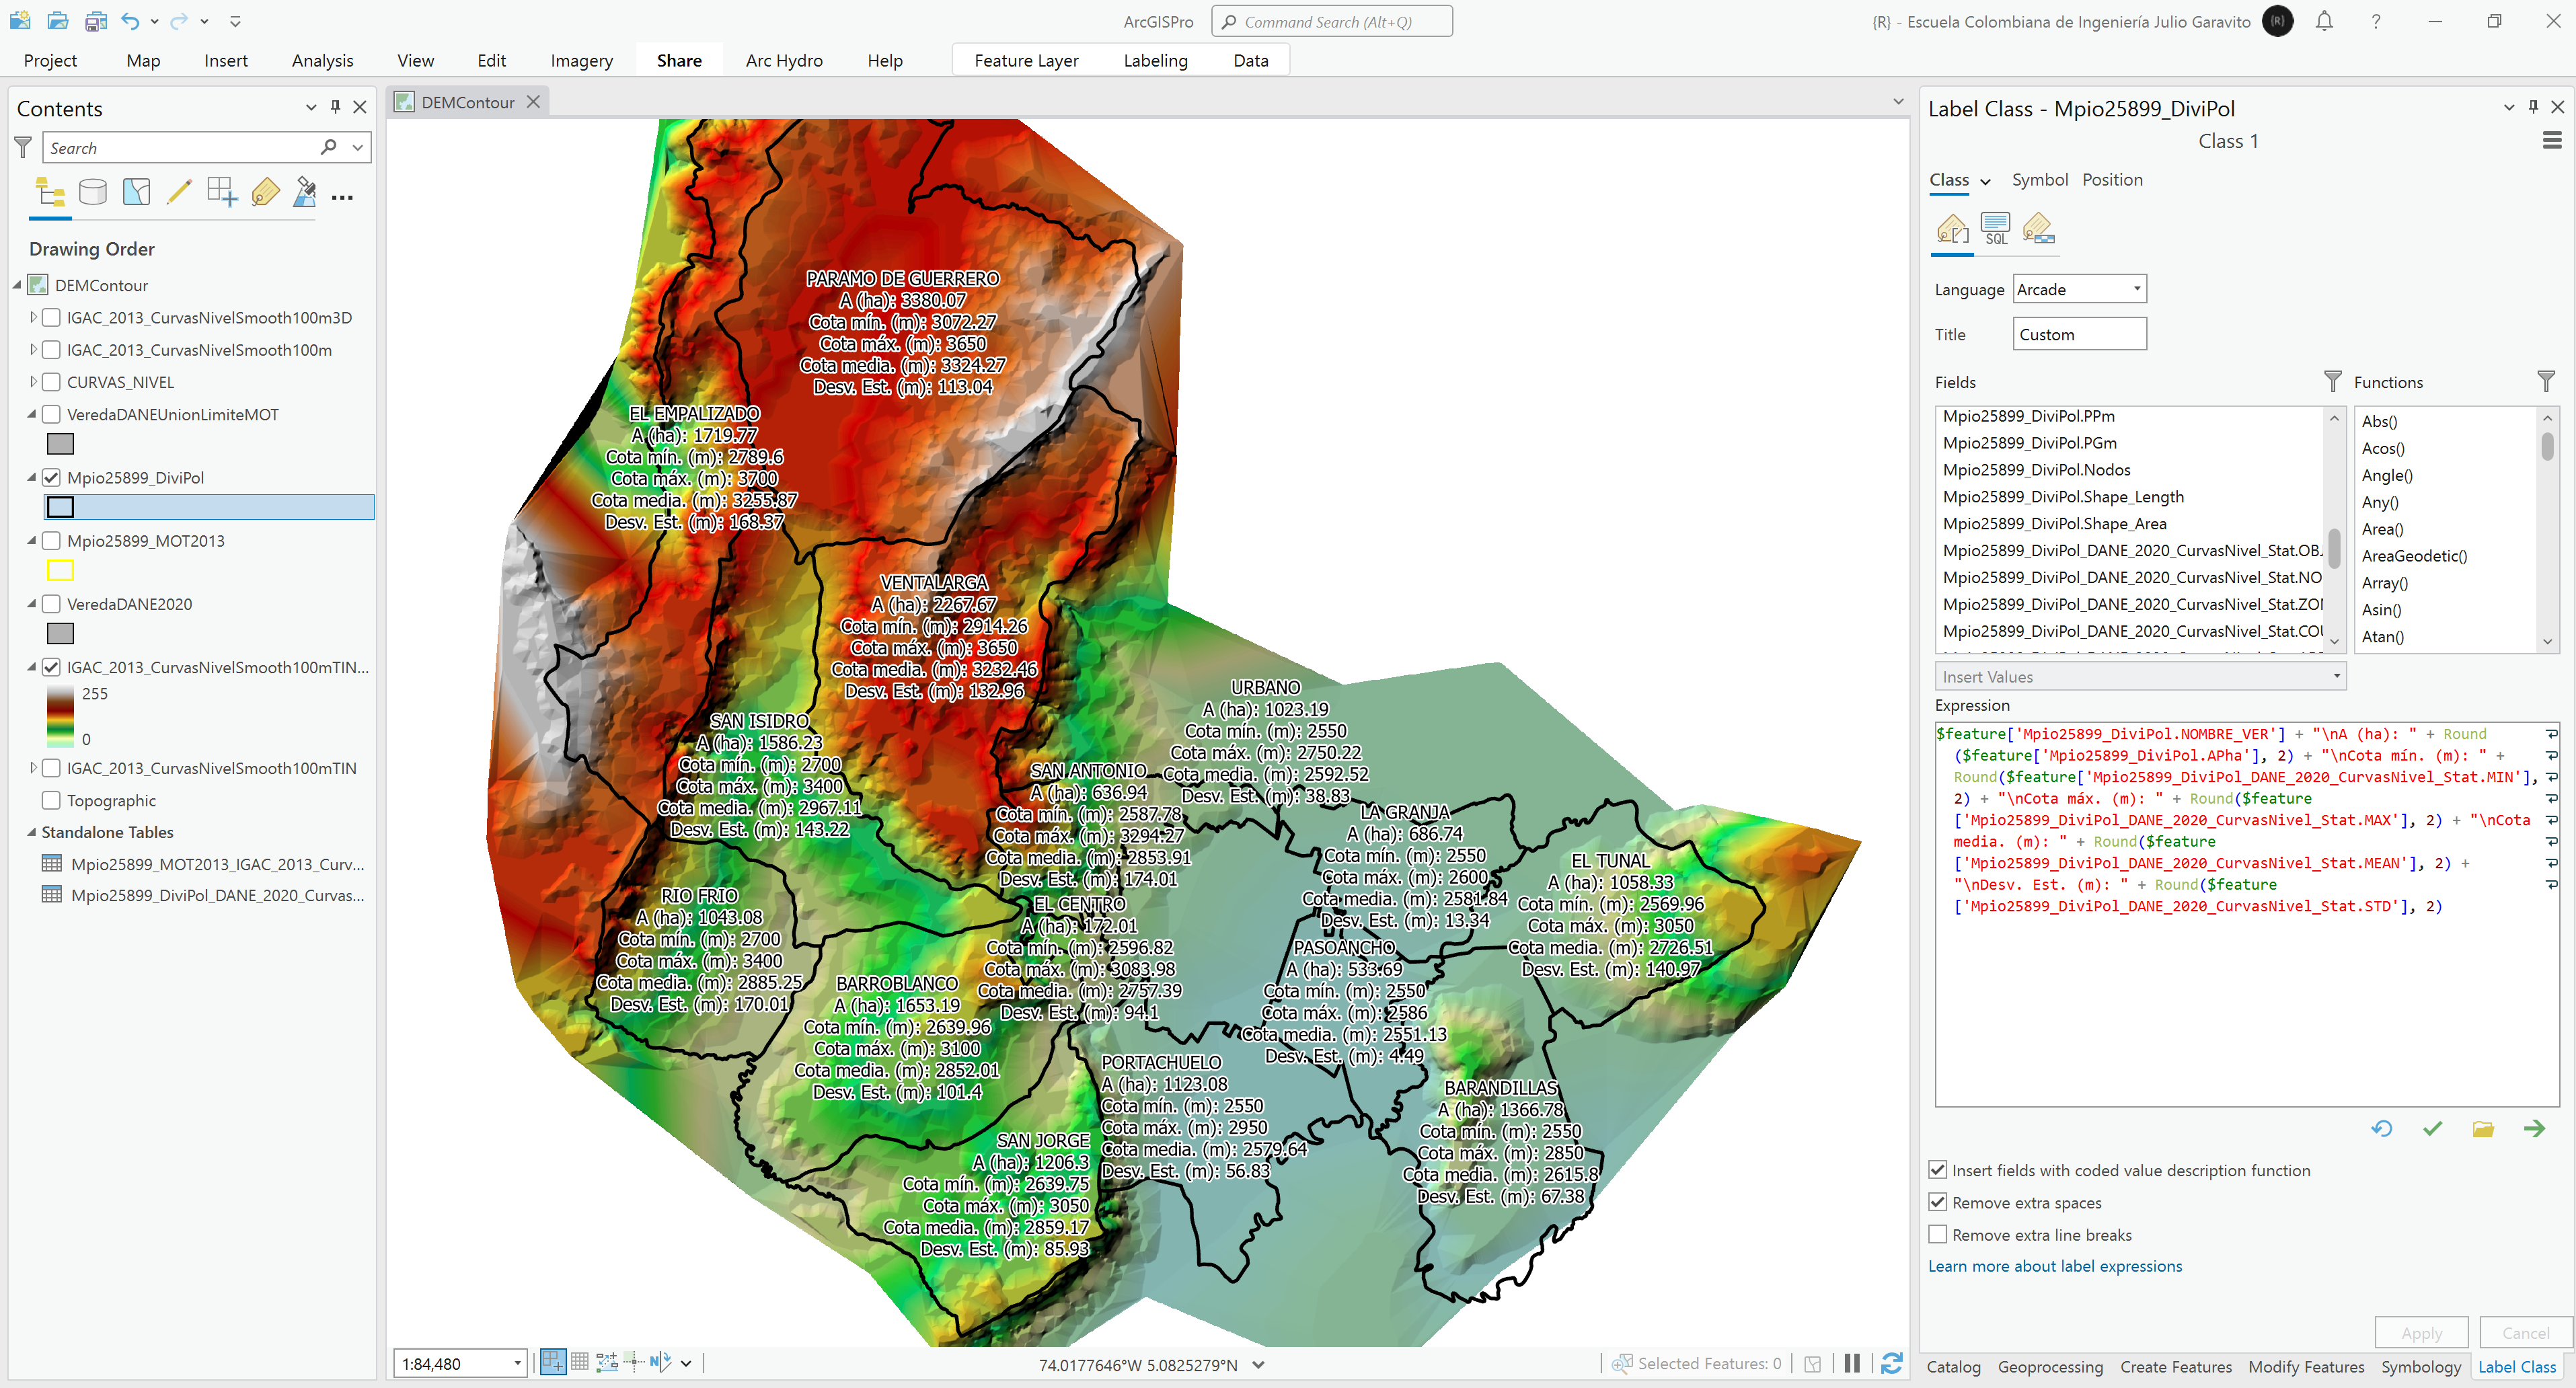 ArcGISPro
Command Search (Alt+Q)
{R} - Escuela Colombiana de Ingeniería Julio Garavito
{R}
?
Project
Map
Insert
Analysis
View
Edit
Imagery
Share
Arc Hydro
Help
Feature Layer
Labeling
Data
Contents
Search
Drawing Order
DEMContour
IGAC_2013_CurvasNivelSmooth100m3D
IGAC_2013_CurvasNivelSmooth100m
CURVAS_NIVEL
VeredaDANEUnionLimiteMOT
Mpio25899_DiviPol
Mpio25899_MOT2013
VeredaDANE2020
IGAC_2013_CurvasNivelSmooth100mTIN...
255
0
IGAC_2013_CurvasNivelSmooth100mTIN
Topographic
Standalone Tables
Mpio25899_MOT2013_IGAC_2013_Curv...
Mpio25899_DiviPol_DANE_2020_Curvas...
DEMContour
PARAMO DE GUERRERO
A (ha): 3380.07
Cota mín. (m): 3072.27
Cota máx. (m): 3650
Cota media. (m): 3324.27
Desv. Est. (m): 113.04
EL EMPALIZADO
A (ha): 1719.77
Cota mín. (m): 2789.6
Cota máx. (m): 3700
Cota media. (m): 3255.87
Desv. Est. (m): 168.37
VENTALARGA
A (ha): 2267.67
Cota mín. (m): 2914.26
Cota máx. (m): 3650
Cota media. (m): 3232.46
Desv. Est. (m): 132.96
URBANO
A (ha): 1023.19
Cota mín. (m): 2550
Cota máx. (m): 2750.22
Cota media. (m): 2592.52
Desv. Est. (m): 38.83
SAN ISIDRO
A (ha): 1586.23
Cota mín. (m): 2700
Cota máx. (m): 3400
Cota media. (m): 2967.11
Desv. Est. (m): 143.22
SAN ANTONIO
A (ha): 636.94
Cota mín. (m): 2587.78
Cota máx. (m): 3294.27
Cota media. (m): 2853.91
Desv. Est. (m): 174.01
LA GRANJA
A (ha): 686.74
Cota mín. (m): 2550
Cota máx. (m): 2600
Cota media. (m): 2581.84
Desv. Est. (m): 13.34
EL TUNAL
A (ha): 1058.33
Cota mín. (m): 2569.96
Cota máx. (m): 3050
Cota media. (m): 2726.51
Desv. Est. (m): 140.97
RIO FRIO
A (ha): 1043.08
Cota mín. (m): 2700
Cota máx. (m): 3400
Cota media. (m): 2885.25
Desv. Est. (m): 170.01
EL CENTRO
A (ha): 172.01
Cota mín. (m): 2596.82
Cota máx. (m): 3083.98
Cota media. (m): 2757.39
Desv. Est. (m): 94.1
PASOANCHO
A (ha): 533.69
Cota mín. (m): 2550
Cota máx. (m): 2586
Cota media. (m): 2551.13
Desv. Est. (m): 4.49
BARROBLANCO
A (ha): 1653.19
Cota mín. (m): 2639.96
Cota máx. (m): 3100
Cota media. (m): 2852.01
Desv. Est. (m): 101.4
PORTACHUELO
A (ha): 1123.08
Cota mín. (m): 2550
Cota máx. (m): 2950
Cota media. (m): 2579.64
Desv. Est. (m): 56.83
BARANDILLAS
A (ha): 1366.78
Cota mín. (m): 2550
Cota máx. (m): 2850
Cota media. (m): 2615.8
Desv. Est. (m): 67.38
SAN JORGE
A (ha): 1206.3
Cota mín. (m): 2639.75
Cota máx. (m): 3050
Cota media. (m): 2859.17
Desv. Est. (m): 85.93
1:84,480
74.0177646°W 5.0825279°N
Selected Features: 0
Label Class - Mpio25899_DiviPol
Class 1
Class
Symbol
Position
SQL
Language
Arcade
Title
Custom
Fields
Functions
Mpio25899_DiviPol.PPm
Mpio25899_DiviPol.PGm
Mpio25899_DiviPol.Nodos
Mpio25899_DiviPol.Shape_Length
Mpio25899_DiviPol.Shape_Area
Mpio25899_DiviPol_DANE_2020_CurvasNivel_Stat.OBJ
Mpio25899_DiviPol_DANE_2020_CurvasNivel_Stat.NO
Mpio25899_DiviPol_DANE_2020_CurvasNivel_Stat.ZON
Mpio25899_DiviPol_DANE_2020_CurvasNivel_Stat.COU
Abs()
Acos()
Angle()
Any()
Area()
AreaGeodetic()
Array()
Asin()
Atan()
Insert Values
Expression
$feature['Mpio25899_DiviPol.NOMBRE_VER'] + "\nA (ha): " + Round
($feature['Mpio25899_DiviPol.APha'], 2) + "\nCota mín. (m): " +
Round($feature['Mpio25899_DiviPol_DANE_2020_CurvasNivel_Stat.MIN'],
2) + "\nCota máx. (m): " + Round($feature
['Mpio25899_DiviPol_DANE_2020_CurvasNivel_Stat.MAX'], 2) + "\nCota
media. (m): " + Round($feature
['Mpio25899_DiviPol_DANE_2020_CurvasNivel_Stat.MEAN'], 2) +
"\nDesv. Est. (m): " + Round($feature
['Mpio25899_DiviPol_DANE_2020_CurvasNivel_Stat.STD'], 2)
Insert fields with coded value description function
Remove extra spaces
Remove extra line breaks
Learn more about label expressions
Apply
Cancel
Catalog
Geoprocessing
Create Features
Modify Features
Symbology
Label Class